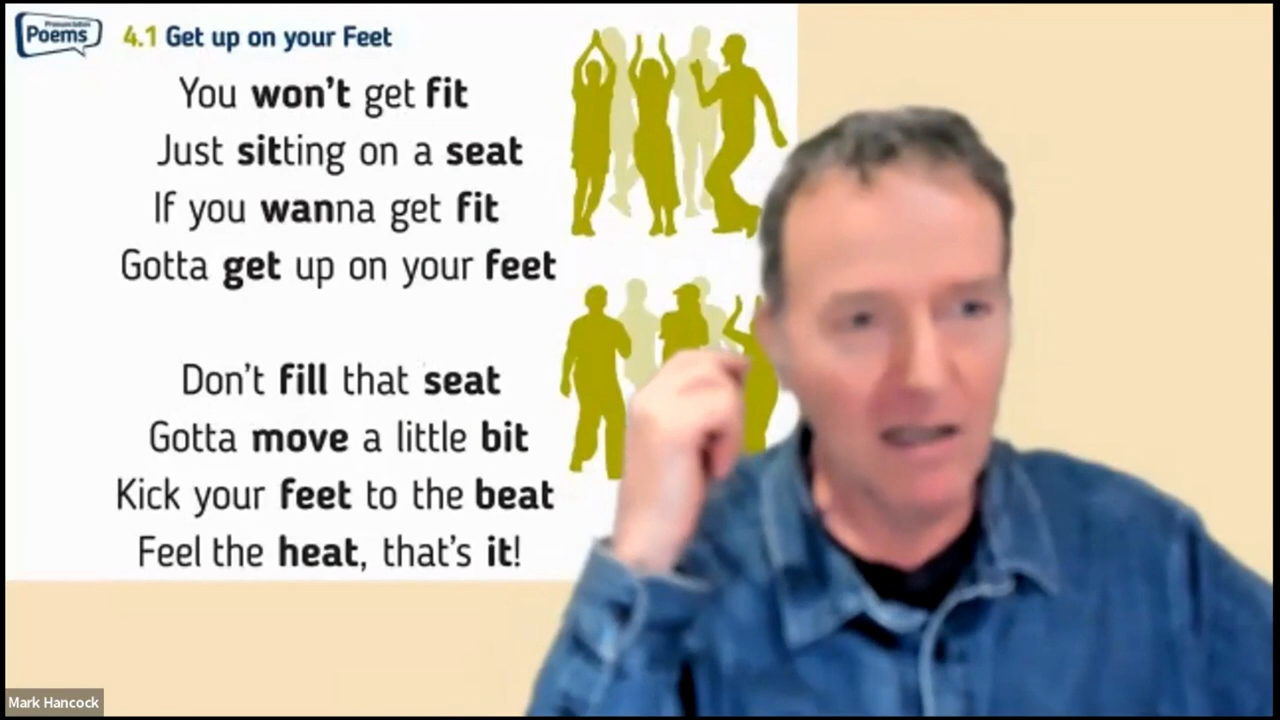 Pronunciation
Poems
4.1 Get up on your Feet
You won't get fit
Just sitting on a seat
If you wanna get fit
Gotta get up on your feet
Don't fill that seat
Gotta move a little bit
Kick your feet to the beat
Feel the heat, that's it!
Mark Hancock